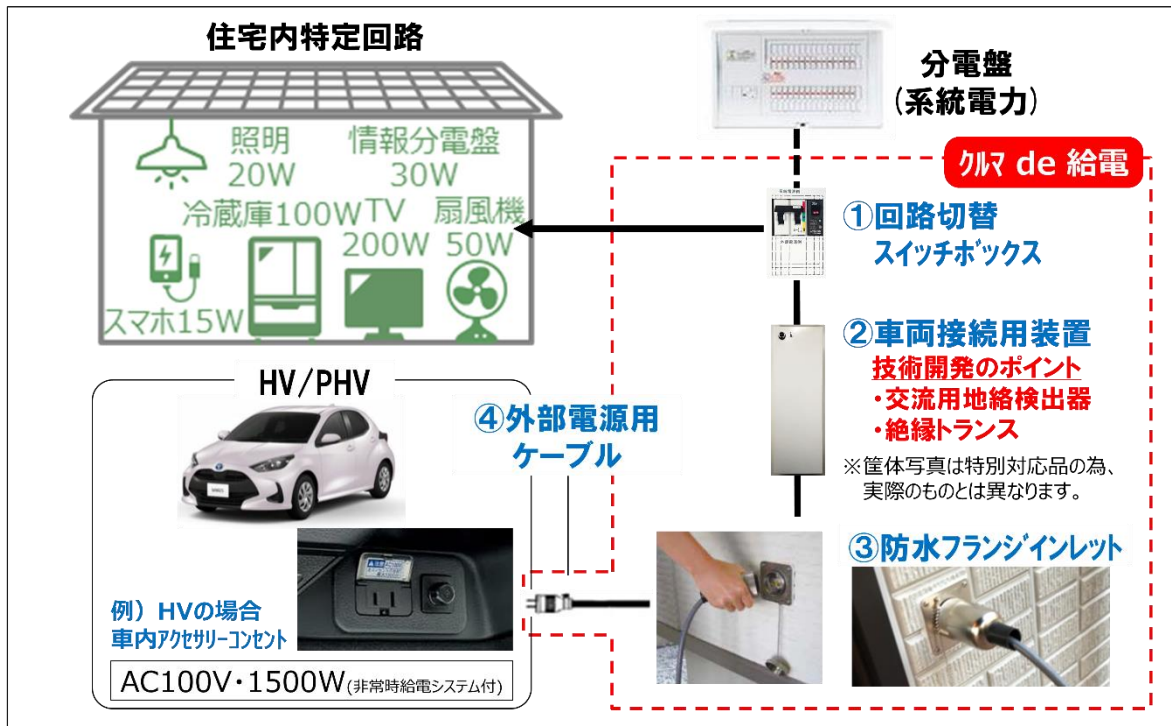 住宅内特定回路
照明
20W
情報分電盤
30W
冷蔵庫100W
TV
200W
扇風機
50W
スマホ15W
分電盤
(系統電力)
クルマ de 給電
①回路切替
スイッチボックス
②車両接続用装置
技術開発のポイント
・交流用地絡検出器
・絶縁トランス
※筐体写真は特別対応品の為、
実際のものとは異なります。
③防水フランジインレット
HV/PHV
④外部電源用
ケーブル
例）HVの場合
車内アクセサリーコンセント
AC100V・1500W(非常時給電システム付)